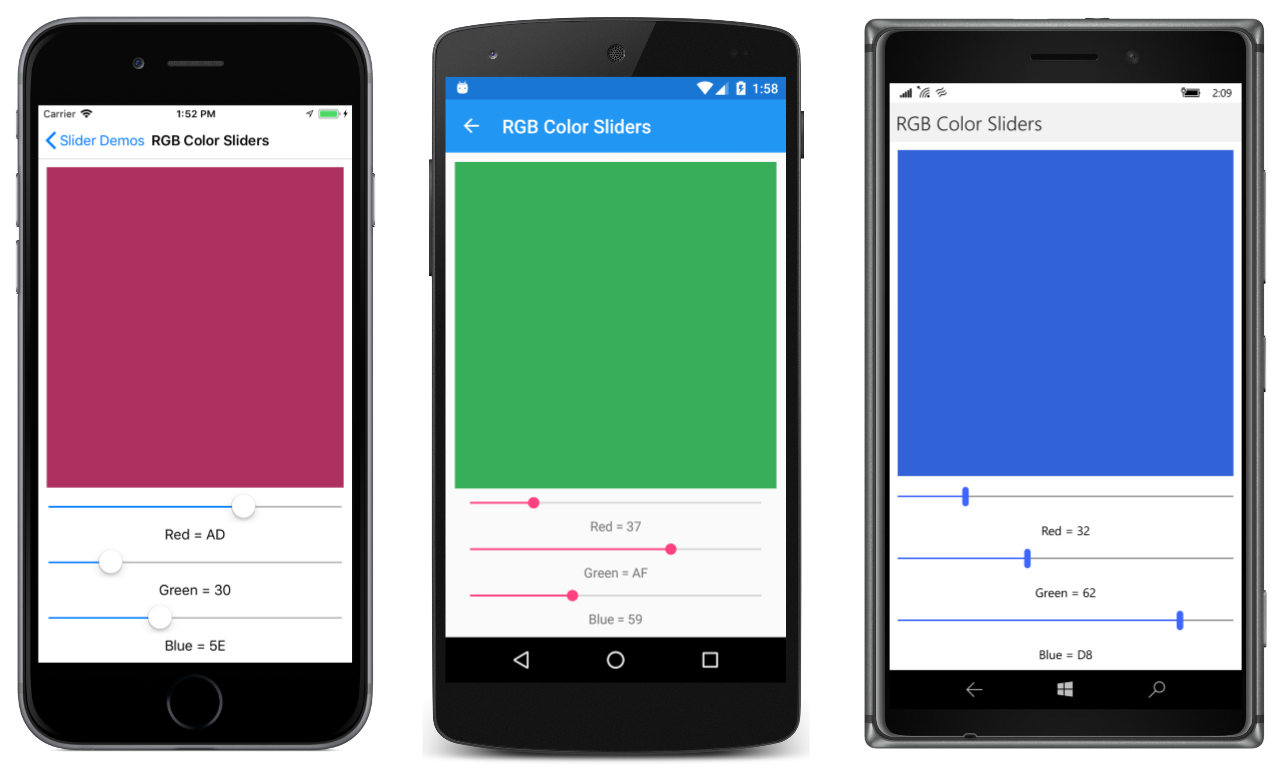 Carrier 1:52 PM
Slider Demos RGB Color Sliders
Red = AD
Green = 30
Blue = 5E
1:58
RGB Color Sliders
Red = 37
Green = AF
Blue = 59
2:09
RGB Color Sliders
Red = 32
Green = 62
Blue = D8